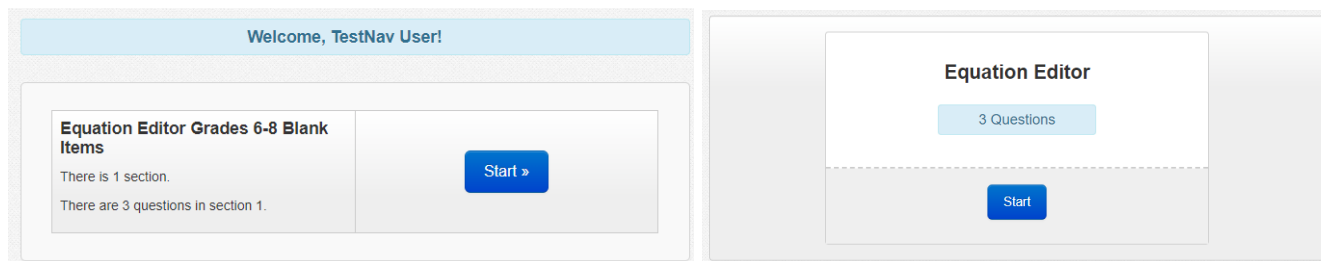 Welcome, TestNav User!
Equation Editor Grades 6-8 Blank
Items
There is 1 section.
There are 3 questions in section 1.
Start »
Equation Editor
3 Questions
Start